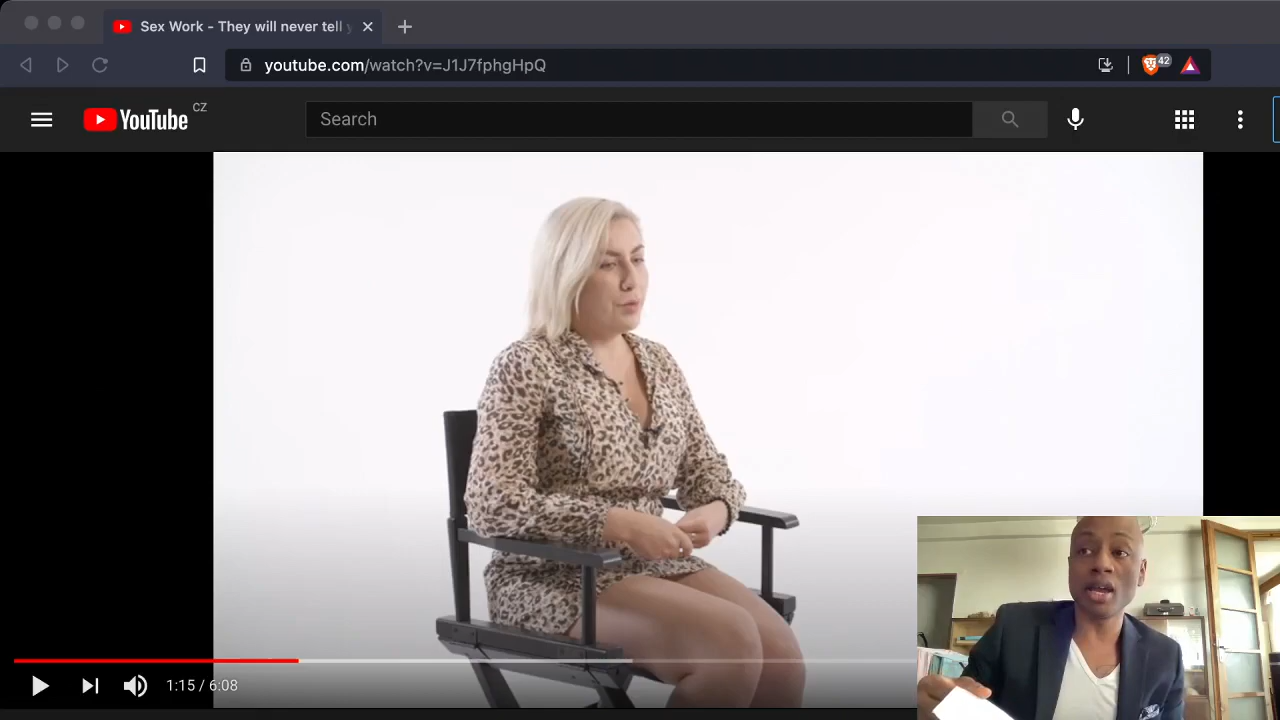 Sex Work - They will never tell
youtube.com/watch?v=J1J7fphgHpQ
42
YouTube CZ
Search
1:15 / 6:08